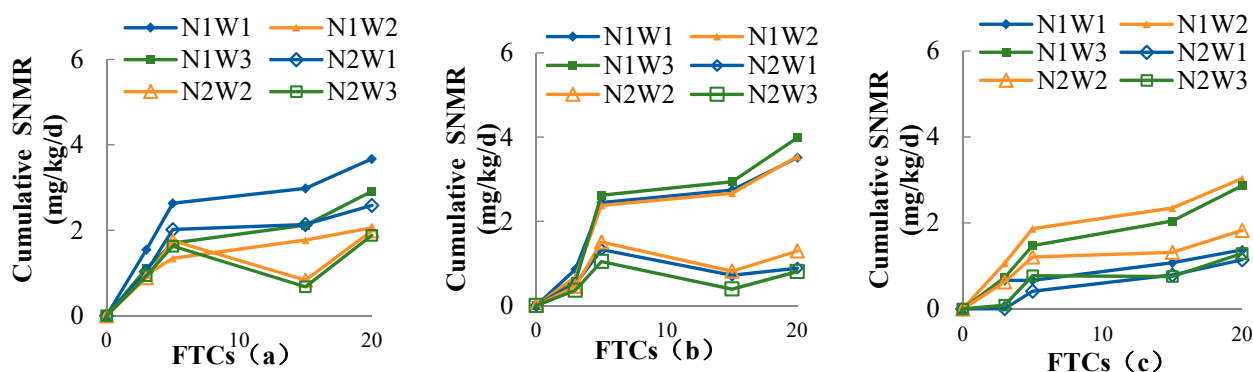 N1W1 N1W2
N1W3 N2W1
N2W2 N2W3
Cumulative SNMR
(mg/kg/d)
6
4
2
0
0 10 20
FTCs（a）
N1W1 N1W2
N1W3 N2W1
N2W2 N2W3
Cumulative SNMR
(mg/kg/d)
6
4
2
0
0 10 20
FTCs（b）
N1W1 N1W2
N1W3 N2W1
N2W2 N2W3
Cumulative SNMR
(mg/kg/d)
6
4
2
0
0 10 20
FTCs（c）